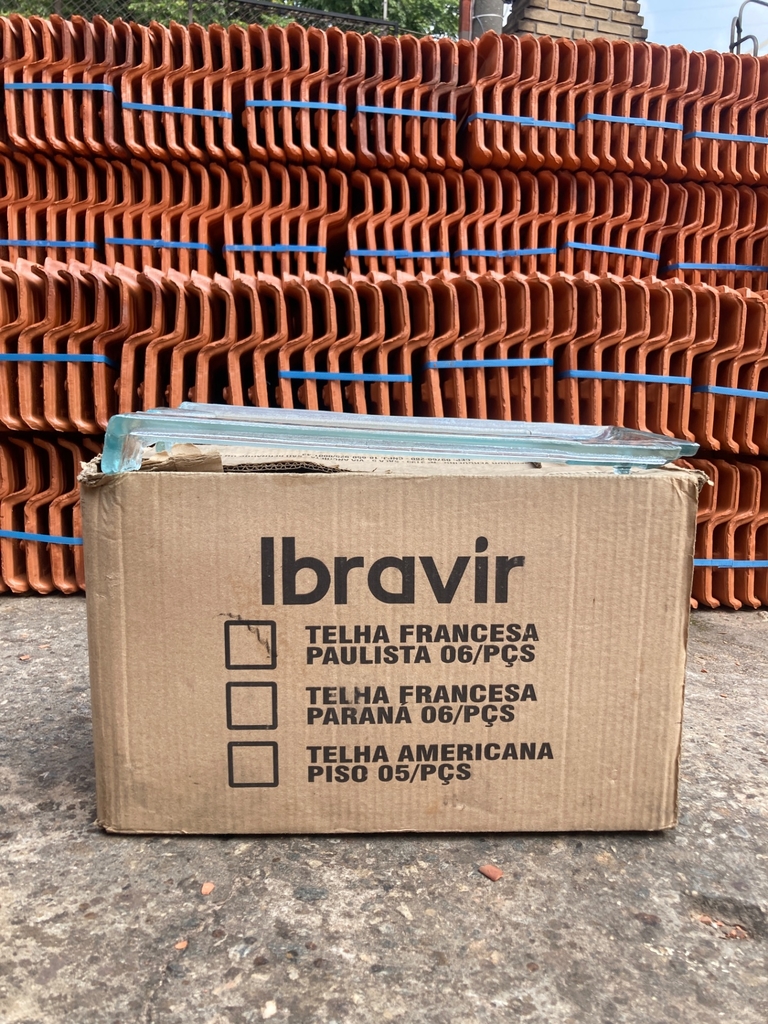 Ibravir
TELHA FRANCESA
PAULISTA 06/PÇS
TELHA FRANCESA
PARANÁ 06/PÇS
TELHA AMERICANA
PISO 05/PÇS